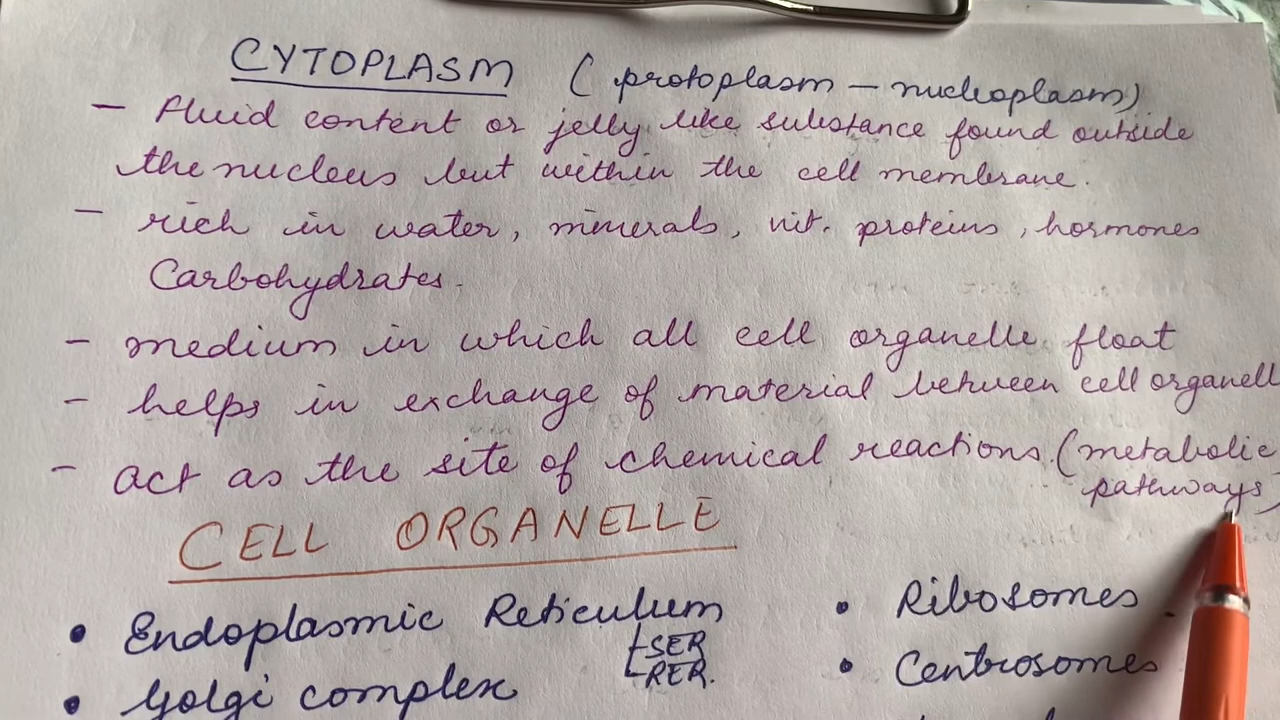 CYTOPLASM (protoplasm – nucleoplasm)
– Fluid content or jelly like substance found outside
the nucleus but within the cell membrane.
– rich in water, minerals, vit. proteins, hormones
Carbohydrates.
– medium in which all cell organelle float
– helps in exchange of material between cell organell
– act as the site of chemical reactions (metabolic
pathways)
CELL ORGANELLE
• Endoplasmic Reticulum
SER
RER.
• Ribosomes
• Golgi complex
• Centrosomes